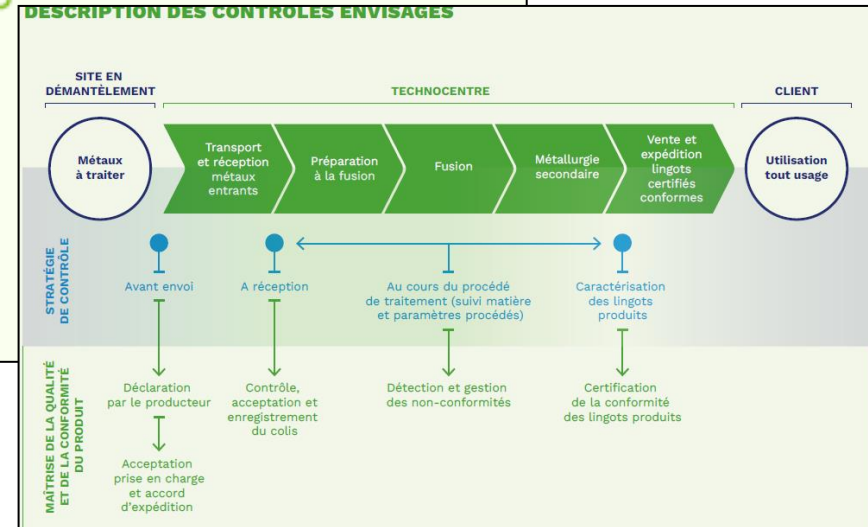 DESCRIPTION DES CONTRÔLES ENVISAGÉS
SITE EN
DÉMANTÈLEMENT
TECHNOCENTRE
CLIENT
Métaux
à traiter
Transport
et réception
métaux
entrants
Préparation
à la fusion
Fusion
Métallurgie
secondaire
Vente et
expédition
lingots
certifiés
conformes
Utilisation
tout usage
STRATÉGIE
DE CONTRÔLE
Avant envoi
A réception
Au cours du procédé
de traitement (suivi matière
et paramètres procédés)
Caractérisation
des lingots
produits
MAÎTRISE DE LA QUALITÉ
ET DE LA CONFORMITÉ
DU PRODUIT
Déclaration
par le producteur
Contrôle,
acceptation et
enregistrement
du colis
Détection et gestion
des non-conformités
Certification
de la conformité
des lingots produits
Acceptation
prise en charge
et accord
d'expédition